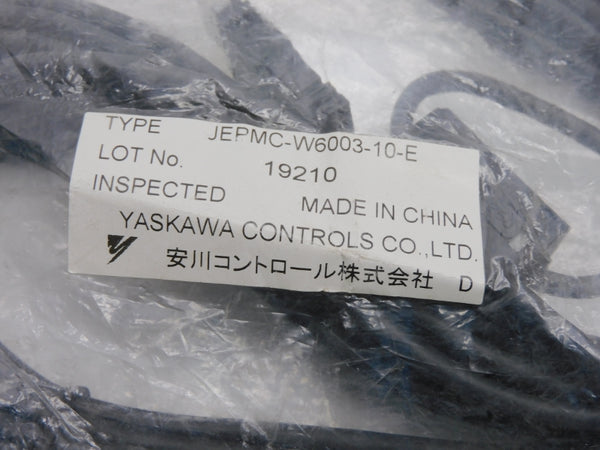 TYPE JEPMC-W6003-10-E
LOT No. 19210
INSPECTED MADE IN CHINA
YASKAWA CONTROLS CO.,LTD.
安川コントロール株式会社 D